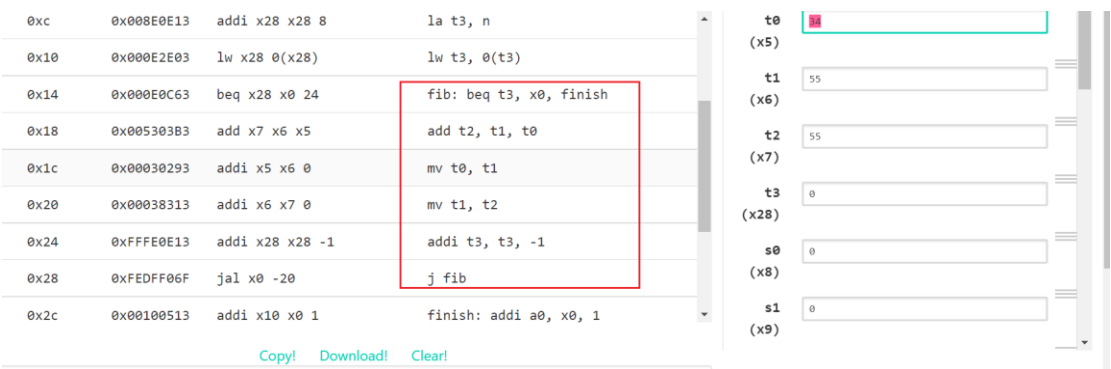 0xc 0x008E0E13 addi x28 x28 8 la t3, n
0x10 0x000E2E03 lw x28 0(x28) lw t3, 0(t3)
0x14 0x000E0C63 beq x28 x0 24 fib: beq t3, x0, finish
0x18 0x005303B3 add x7 x6 x5 add t2, t1, t0
0x1c 0x00030293 addi x5 x6 0 mv t0, t1
0x20 0x00038313 addi x6 x7 0 mv t1, t2
0x24 0xFFFE0E13 addi x28 x28 -1 addi t3, t3, -1
0x28 0xFEDFF06F jal x0 -20 j fib
0x2c 0x00100513 addi x10 x0 1 finish: addi a0, x0, 1
Copy! Download! Clear!
t0 34
(x5)
t1 55
(x6)
t2 55
(x7)
t3 0
(x28)
s0 0
(x8)
s1 0
(x9)